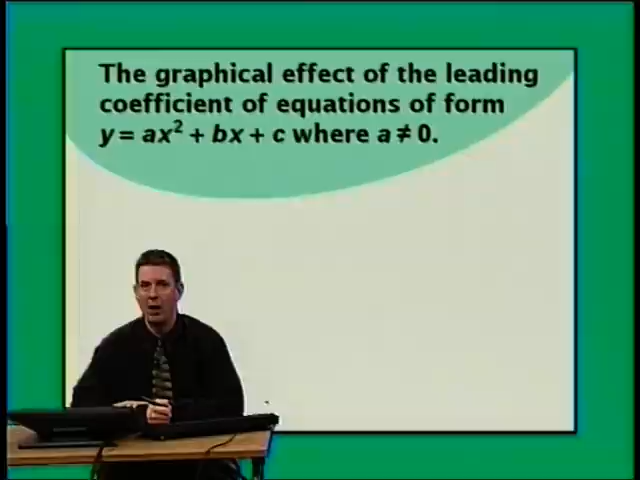 The graphical effect of the leading
coefficient of equations of form
y = ax² + bx + c where a ≠ 0.